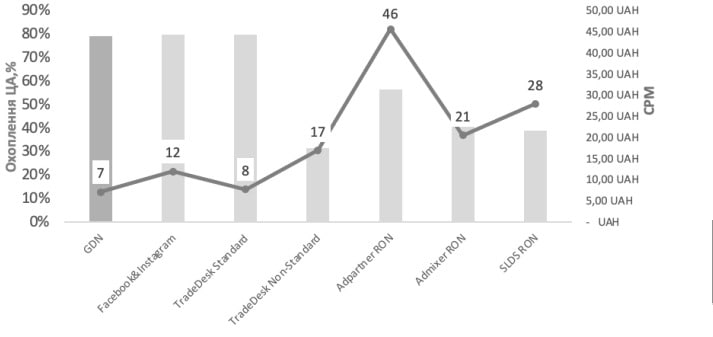 90%
80%
70%
60%
50%
40%
30%
20%
10%
0%
Охоплення ЦА,%
7
12
8
17
46
21
28
50,00 UAH
45,00 UAH
40,00 UAH
35,00 UAH
30,00 UAH
25,00 UAH
20,00 UAH
15,00 UAH
10,00 UAH
5,00 UAH
- UAH
CPM
GDN
Facebook&Instagram
TradeDesk Standard
TradeDesk Non-Standard
Adpartner RON
Admixer RON
SLDS RON